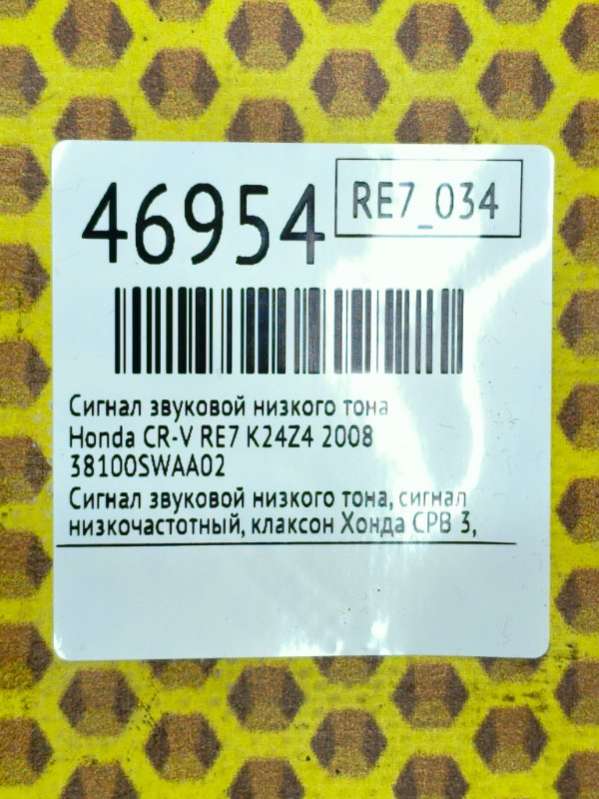 46954
RE7_034
Сигнал звуковой низкого тона
Honda CR-V RE7 K24Z4 2008
38100SWAA02
Сигнал звуковой низкого тона, сигнал
низкочастотный, клаксон Хонда СРВ 3,